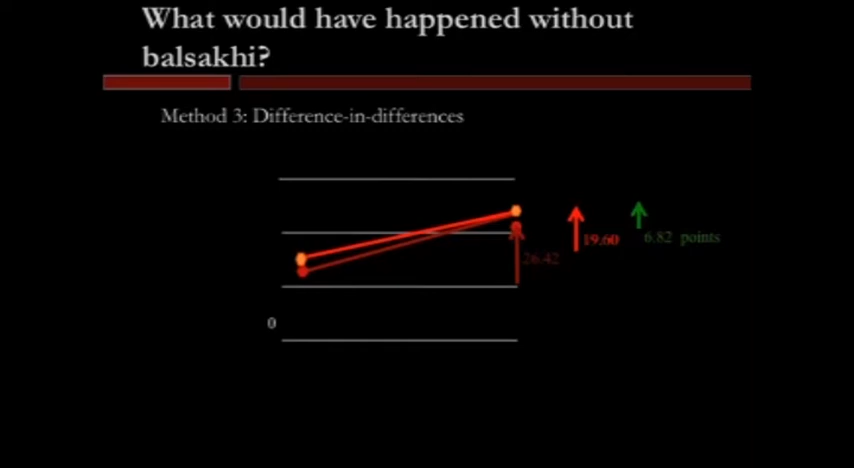 What would have happened without
balsakhi?
Method 3: Difference-in-differences
19.60
6.82 points
26.42
0